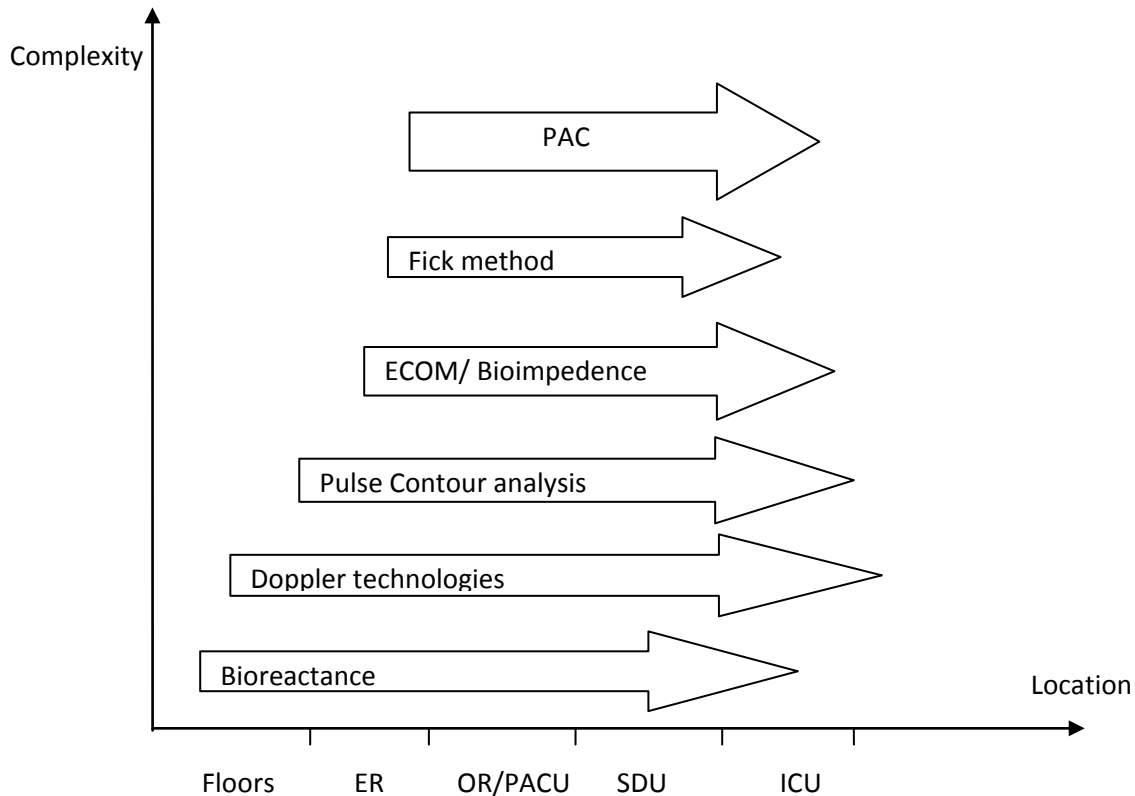 Complexity
PAC
Fick method
ECOM/ Bioimpedence
Pulse Contour analysis
Doppler technologies
Bioreactance
Location
Floors ER OR/PACU SDU ICU